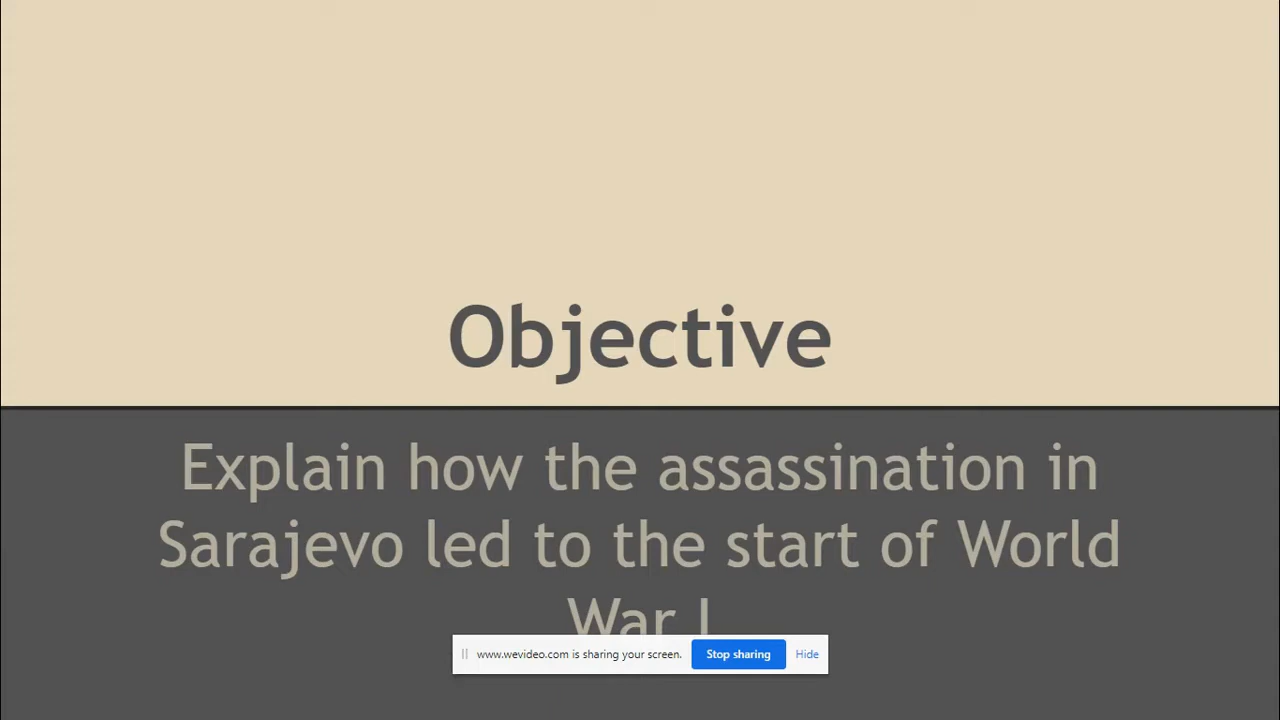 Objective
Explain how the assassination in
Sarajevo led to the start of World
War I
www.wevideo.com is sharing your screen. Stop sharing Hide